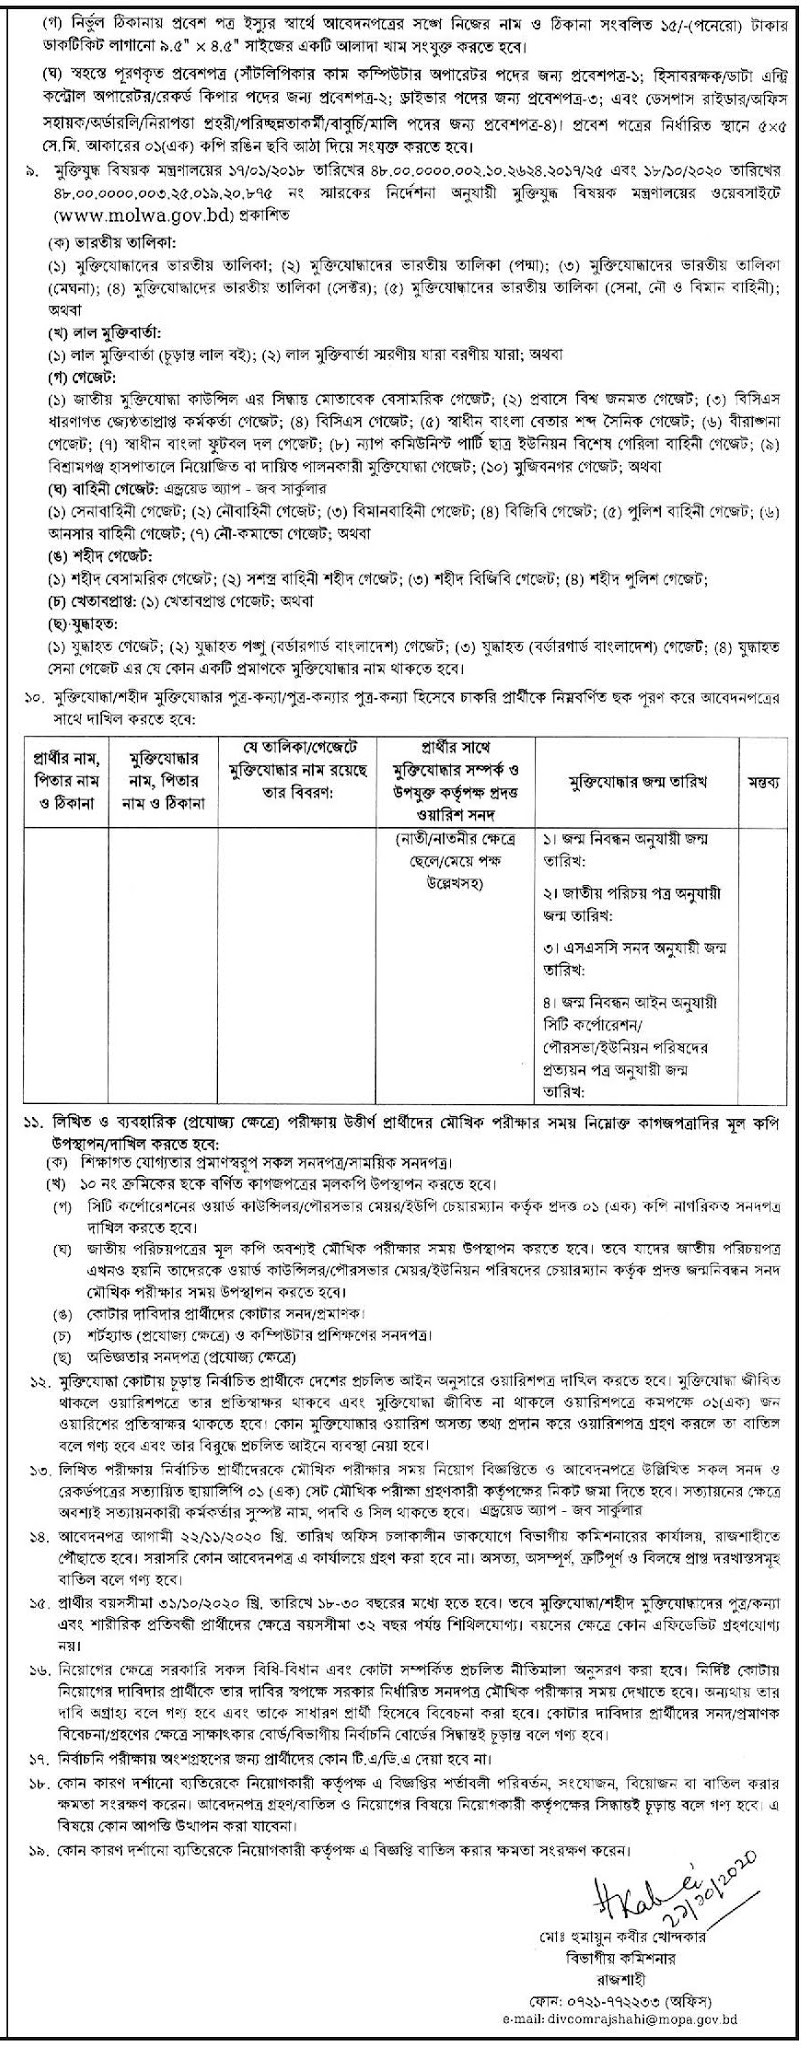 (গ) নির্ভুল ঠিকানায় প্রবেশ পত্র ইস্যুর স্বার্থে আবেদনপত্রের সঙ্গে নিজের নাম ও ঠিকানা সংবলিত ১৫/-(পনেরো) টাকার
ডাকটিকিট লাগানো ৯.৫" × ৪.৫" সাইজের একটি আলাদা খাম সংযুক্ত করতে হবে।
(ঘ) স্বহস্তে পূরণকৃত প্রবেশপত্র (সাঁটলিপিকার কাম কম্পিউটার অপারেটর পদের জন্য প্রবেশপত্র-১; হিসাবরক্ষক/ডাটা এন্ট্রি
কন্ট্রোল অপারেটর/রেকর্ড কিপার পদের জন্য প্রবেশপত্র-২; ড্রাইভার পদের জন্য প্রবেশপত্র-৩; এবং ডেসপাস রাইডার/অফিস
সহায়ক/অর্ডারলি/নিরাপত্তা প্রহরী/পরিচ্ছন্নতাকর্মী/বাবুর্চি/মালি পদের জন্য প্রবেশপত্র-৪)। প্রবেশ পত্রের নির্ধারিত স্থানে ৫×৫
সে.মি. আকারের ০১(এক) কপি রঙিন ছবি আঠা দিয়ে সংযুক্ত করতে হবে।
৯. মুক্তিযুদ্ধ বিষয়ক মন্ত্রণালয়ের ১৭/০১/২০১৮ তারিখের ৪৮.০০.০০০০.০০২.১০.২৬২৪.২০১৭/২৫ এবং ১৮/১০/২০২০ তারিখের
৪৮.০০.০০০০.০০৩.২৫.০১৯.২০.৮৭৫ নং স্মারকের নির্দেশনা অনুযায়ী মুক্তিযুদ্ধ বিষয়ক মন্ত্রণালয়ের ওয়েবসাইটে
(www.molwa.gov.bd) প্রকাশিত
(ক) ভারতীয় তালিকা:
(১) মুক্তিযোদ্ধাদের ভারতীয় তালিকা; (২) মুক্তিযোদ্ধাদের ভারতীয় তালিকা (পদ্মা); (৩) মুক্তিযোদ্ধাদের ভারতীয় তালিকা
(মেঘনা); (৪) মুক্তিযোদ্ধাদের ভারতীয় তালিকা (সেক্টর); (৫) মুক্তিযোদ্ধাদের ভারতীয় তালিকা (সেনা, নৌ ও বিমান বাহিনী);
অথবা
(খ) লাল মুক্তিবার্তা:
(১) লাল মুক্তিবার্তা (চূড়ান্ত লাল বই); (২) লাল মুক্তিবার্তা স্মরণীয় যারা বরণীয় যারা; অথবা
(গ) গেজেট:
(১) জাতীয় মুক্তিযোদ্ধা কাউন্সিল এর সিদ্ধান্ত মোতাবেক বেসামরিক গেজেট; (২) প্রবাসে বিশ্ব জনমত গেজেট; (৩) বিসিএস
ধারণাগত জ্যেষ্ঠতাপ্রাপ্ত কর্মকর্তা গেজেট; (৪) বিসিএস গেজেট; (৫) স্বাধীন বাংলা বেতার শব্দ সৈনিক গেজেট; (৬) বীরাঙ্গনা
গেজেট; (৭) স্বাধীন বাংলা ফুটবল দল গেজেট; (৮) ন্যাপ কমিউনিস্ট পার্টি ছাত্র ইউনিয়ন বিশেষ গেরিলা বাহিনী গেজেট; (৯)
বিশ্রামগঞ্জ হাসপাতালে নিয়োজিত বা দায়িত্ব পালনকারী মুক্তিযোদ্ধা গেজেট; (১০) মুজিবনগর গেজেট; অথবা
(ঘ) বাহিনী গেজেট: এন্ড্রয়েড অ্যাপ - জব সার্কুলার
(১) সেনাবাহিনী গেজেট; (২) নৌবাহিনী গেজেট; (৩) বিমানবাহিনী গেজেট; (৪) বিজিবি গেজেট; (৫) পুলিশ বাহিনী গেজেট; (৬)
আনসার বাহিনী গেজেট; (৭) নৌ-কমান্ডো গেজেট; অথবা
(ঙ) শহীদ গেজেট:
(১) শহীদ বেসামরিক গেজেট; (২) সশস্ত্র বাহিনী শহীদ গেজেট; (৩) শহীদ বিজিবি গেজেট; (৪) শহীদ পুলিশ গেজেট;
(চ) খেতাবপ্রাপ্ত: (১) খেতাবপ্রাপ্ত গেজেট; অথবা
(ছ) যুদ্ধাহত:
(১) যুদ্ধাহত গেজেট; (২) যুদ্ধাহত পঙ্গু (বর্ডারগার্ড বাংলাদেশ) গেজেট; (৩) যুদ্ধাহত (বর্ডারগার্ড বাংলাদেশ) গেজেট; (৪) যুদ্ধাহত
সেনা গেজেট এর যে কোন একটি প্রমাণকে মুক্তিযোদ্ধার নাম থাকতে হবে।
১০. মুক্তিযোদ্ধা/শহীদ মুক্তিযোদ্ধার পুত্র-কন্যা/পুত্র-কন্যার পুত্র-কন্যা হিসেবে চাকরি প্রার্থীকে নিম্নবর্ণিত ছক পূরণ করে আবেদনপত্রের
সাথে দাখিল করতে হবে:
প্রার্থীর নাম,
পিতার নাম
ও ঠিকানা
মুক্তিযোদ্ধার
নাম, পিতার
নাম ও ঠিকানা
যে তালিকা/গেজেটে
মুক্তিযোদ্ধার নাম রয়েছে
তার বিবরণ:
প্রার্থীর সাথে
মুক্তিযোদ্ধার সম্পর্ক ও
উপযুক্ত কর্তৃপক্ষ প্রদত্ত
ওয়ারিশ সনদ
মুক্তিযোদ্ধার জন্ম তারিখ
মন্তব্য
(নাতী/নাতনীর ক্ষেত্রে
ছেলে/মেয়ে পক্ষ
উল্লেখসহ)
১। জন্ম নিবন্ধন অনুযায়ী জন্ম
তারিখ:
২। জাতীয় পরিচয় পত্র অনুযায়ী
জন্ম তারিখ:
৩। এসএসসি সনদ অনুযায়ী জন্ম
তারিখ:
৪। জন্ম নিবন্ধন আইন অনুযায়ী
সিটি কর্পোরেশন/
পৌরসভা/ইউনিয়ন পরিষদের
প্রত্যয়ন পত্র অনুযায়ী জন্ম
তারিখ:
১১. লিখিত ও ব্যবহারিক (প্রযোজ্য ক্ষেত্রে) পরীক্ষায় উত্তীর্ণ প্রার্থীদের মৌখিক পরীক্ষার সময় নিম্নোক্ত কাগজপত্রাদির মূল কপি
উপস্থাপন/দাখিল করতে হবে:
(ক) শিক্ষাগত যোগ্যতার প্রমাণস্বরূপ সকল সনদপত্র/সাময়িক সনদপত্র।
(খ) ১০ নং ক্রমিকের ছকে বর্ণিত কাগজপত্রের মূলকপি উপস্থাপন করতে হবে।
(গ) সিটি কর্পোরেশনের ওয়ার্ড কাউন্সিলর/পৌরসভার মেয়র/ইউপি চেয়ারম্যান কর্তৃক প্রদত্ত ০১ (এক) কপি নাগরিকত্ব সনদপত্র
দাখিল করতে হবে।
(ঘ) জাতীয় পরিচয়পত্রের মূল কপি অবশ্যই মৌখিক পরীক্ষার সময় উপস্থাপন করতে হবে। তবে যাদের জাতীয় পরিচয়পত্র
এখনও হয়নি তাদেরকে ওয়ার্ড কাউন্সিলর/পৌরসভার মেয়র/ইউনিয়ন পরিষদের চেয়ারম্যান কর্তৃক প্রদত্ত জন্মনিবন্ধন সনদ
মৌখিক পরীক্ষার সময় উপস্থাপন করতে হবে।
(ঙ) কোটার দাবিদার প্রার্থীদের কোটার সনদ/প্রমাণক।
(চ) শর্টহ্যান্ড (প্রযোজ্য ক্ষেত্রে) ও কম্পিউটার প্রশিক্ষণের সনদপত্র।
(ছ) অভিজ্ঞতার সনদপত্র (প্রযোজ্য ক্ষেত্রে)
১২. মুক্তিযোদ্ধা কোটায় চূড়ান্ত নির্বাচিত প্রার্থীকে দেশের প্রচলিত আইন অনুসারে ওয়ারিশপত্র দাখিল করতে হবে। মুক্তিযোদ্ধা জীবিত
থাকলে ওয়ারিশপত্রে তার প্রতিস্বাক্ষর থাকবে এবং মুক্তিযোদ্ধা জীবিত না থাকলে ওয়ারিশপত্রে কমপক্ষে ০১(এক) জন
ওয়ারিশের প্রতিস্বাক্ষর থাকতে হবে। কোন মুক্তিযোদ্ধার ওয়ারিশ অসত্য তথ্য প্রদান করে ওয়ারিশপত্র গ্রহণ করলে তা বাতিল
বলে গণ্য হবে এবং তার বিরুদ্ধে প্রচলিত আইনে ব্যবস্থা নেয়া হবে।
১৩. লিখিত পরীক্ষায় নির্বাচিত প্রার্থীদেরকে মৌখিক পরীক্ষার সময় নিয়োগ বিজ্ঞপ্তিতে ও আবেদনপত্রে উল্লিখিত সকল সনদ ও
রেকর্ডপত্রের সত্যায়িত ছায়ালিপি ০১ (এক) সেট মৌখিক পরীক্ষা গ্রহণকারী কর্তৃপক্ষের নিকট জমা দিতে হবে। সত্যায়নের ক্ষেত্রে
অবশ্যই সত্যায়নকারী কর্মকর্তার সুস্পষ্ট নাম, পদবি ও সিল থাকতে হবে। এন্ড্রয়েড অ্যাপ - জব সার্কুলার
১৪. আবেদনপত্র আগামী ২২/১১/২০২০ খ্রি. তারিখ অফিস চলাকালীন ডাকযোগে বিভাগীয় কমিশনারের কার্যালয়, রাজশাহীতে
পৌঁছাতে হবে। সরাসরি কোন আবেদনপত্র এ কার্যালয়ে গ্রহণ করা হবে না। অসত্য, অসম্পূর্ণ, ত্রুটিপূর্ণ ও বিলম্বে প্রাপ্ত দরখাস্তসমূহ
বাতিল বলে গণ্য হবে।
১৫. প্রার্থীর বয়সসীমা ৩১/১০/২০২০ খ্রি. তারিখে ১৮-৩০ বছরের মধ্যে হতে হবে। তবে মুক্তিযোদ্ধা/শহীদ মুক্তিযোদ্ধাদের পুত্র/কন্যা
এবং শারীরিক প্রতিবন্ধী প্রার্থীদের ক্ষেত্রে বয়সসীমা ৩২ বছর পর্যন্ত শিথিলযোগ্য। বয়সের ক্ষেত্রে কোন এফিডেভিট গ্রহণযোগ্য
নয়।
১৬. নিয়োগের ক্ষেত্রে সরকারি সকল বিধি-বিধান এবং কোটা সম্পর্কিত প্রচলিত নীতিমালা অনুসরণ করা হবে। নির্দিষ্ট কোটায়
নিয়োগের দাবিদার প্রার্থীকে তার দাবির স্বপক্ষে সরকার নির্ধারিত সনদপত্র মৌখিক পরীক্ষার সময় দেখাতে হবে। অন্যথায় তার
দাবি অগ্রাহ্য বলে গণ্য হবে এবং তাকে সাধারণ প্রার্থী হিসেবে বিবেচনা করা হবে। কোটার দাবিদার প্রার্থীদের সনদ/প্রমাণক
বিবেচনা/গ্রহণের ক্ষেত্রে সাক্ষাৎকার বোর্ড/বিভাগীয় নির্বাচনি বোর্ডের সিদ্ধান্তই চূড়ান্ত বলে গণ্য হবে।
১৭. নির্বাচনি পরীক্ষায় অংশগ্রহণের জন্য প্রার্থীদের কোন টি.এ/ডি.এ দেয়া হবে না।
১৮. কোন কারণ দর্শানো ব্যতিরেকে নিয়োগকারী কর্তৃপক্ষ এ বিজ্ঞপ্তির শর্তাবলী পরিবর্তন, সংযোজন, বিয়োজন বা বাতিল করার
ক্ষমতা সংরক্ষণ করেন। আবেদনপত্র গ্রহণ/বাতিল ও নিয়োগের বিষয়ে নিয়োগকারী কর্তৃপক্ষের সিদ্ধান্তই চূড়ান্ত বলে গণ্য হবে। এ
বিষয়ে কোন আপত্তি উত্থাপন করা যাবেনা।
১৯. কোন কারণ দর্শানো ব্যতিরেকে নিয়োগকারী কর্তৃপক্ষ এ বিজ্ঞপ্তি বাতিল করার ক্ষমতা সংরক্ষণ করেন।
মোঃ হুমায়ুন কবীর খোন্দকার
বিভাগীয় কমিশনার
রাজশাহী
ফোন: ০৭২১-৭৭২২৩৩ (অফিস)
e-mail: divcomrajshahi@mopa.gov.bd